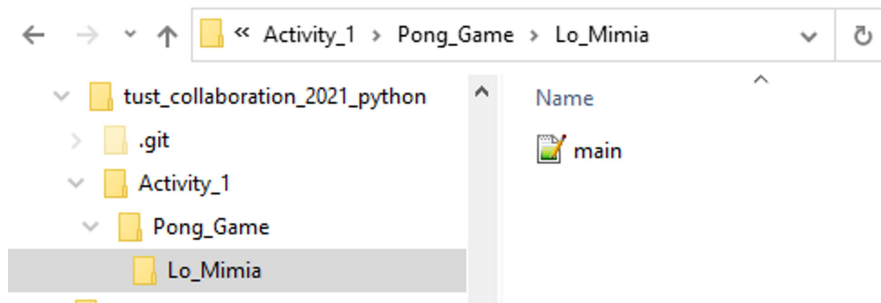 « Activity_1 > Pong_Game > Lo_Mimia
tust_collaboration_2021_python
.git
Activity_1
Pong_Game
Lo_Mimia
Name
main